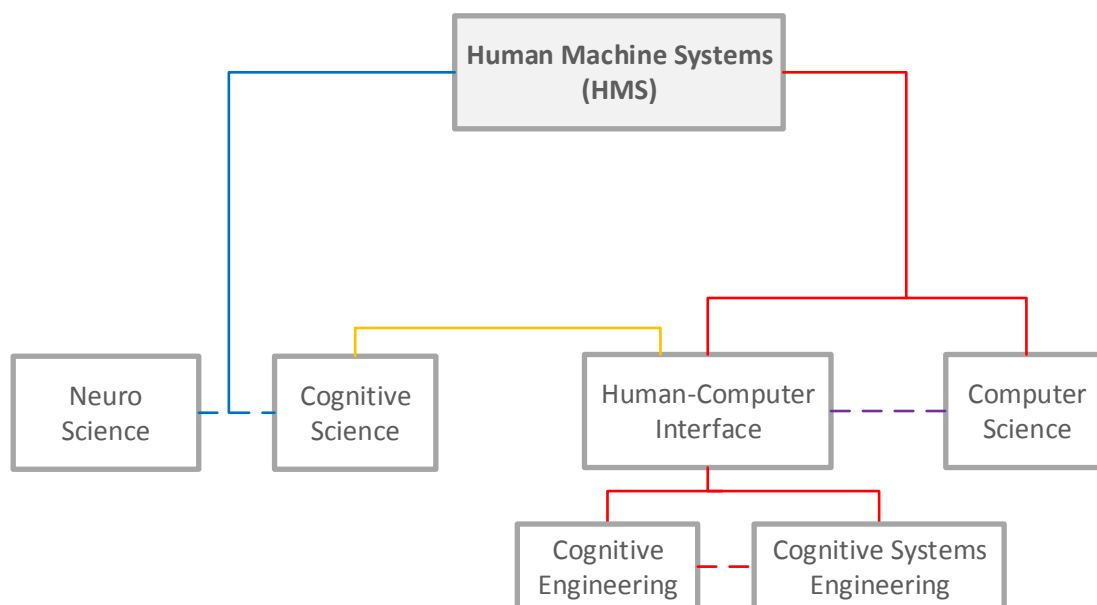 Human Machine Systems
(HMS)
Neuro
Science
Cognitive
Science
Human-Computer
Interface
Computer
Science
Cognitive
Engineering
Cognitive Systems
Engineering